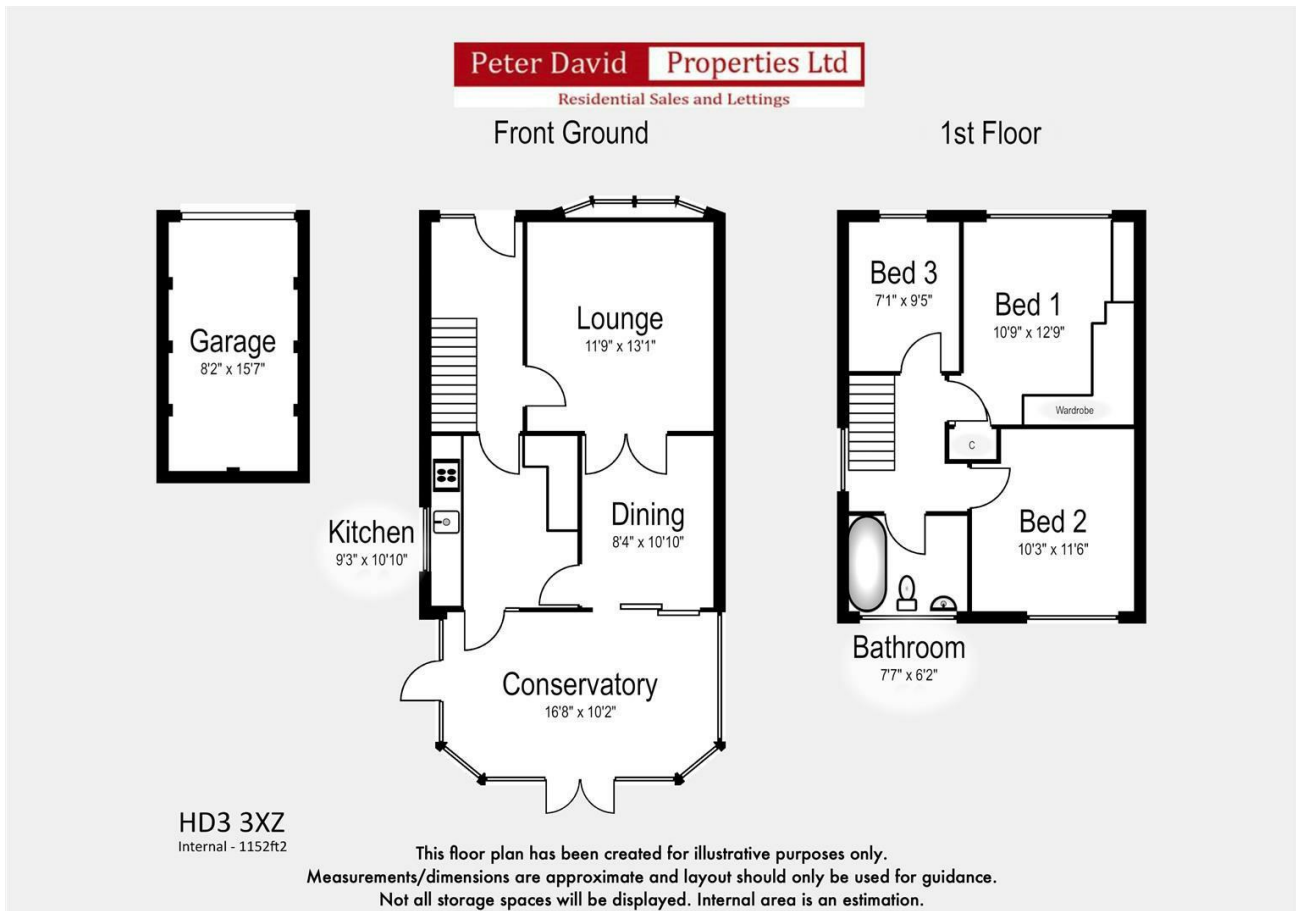 Peter David Properties Ltd
Residential Sales and Lettings
Front Ground
1st Floor
Garage
8'2" x 15'7"
Lounge
11'9" x 13'1"
Kitchen
9'3" x 10'10"
Dining
8'4" x 10'10"
Conservatory
16'8" x 10'2"
Bed 3
7'1" x 9'5"
Bed 1
10'9" x 12'9"
Wardrobe
C
Bed 2
10'3" x 11'6"
Bathroom
7'7" x 6'2"
HD3 3XZ
Internal - 1152ft2
This floor plan has been created for illustrative purposes only.
Measurements/dimensions are approximate and layout should only be used for guidance.
Not all storage spaces will be displayed. Internal area is an estimation.